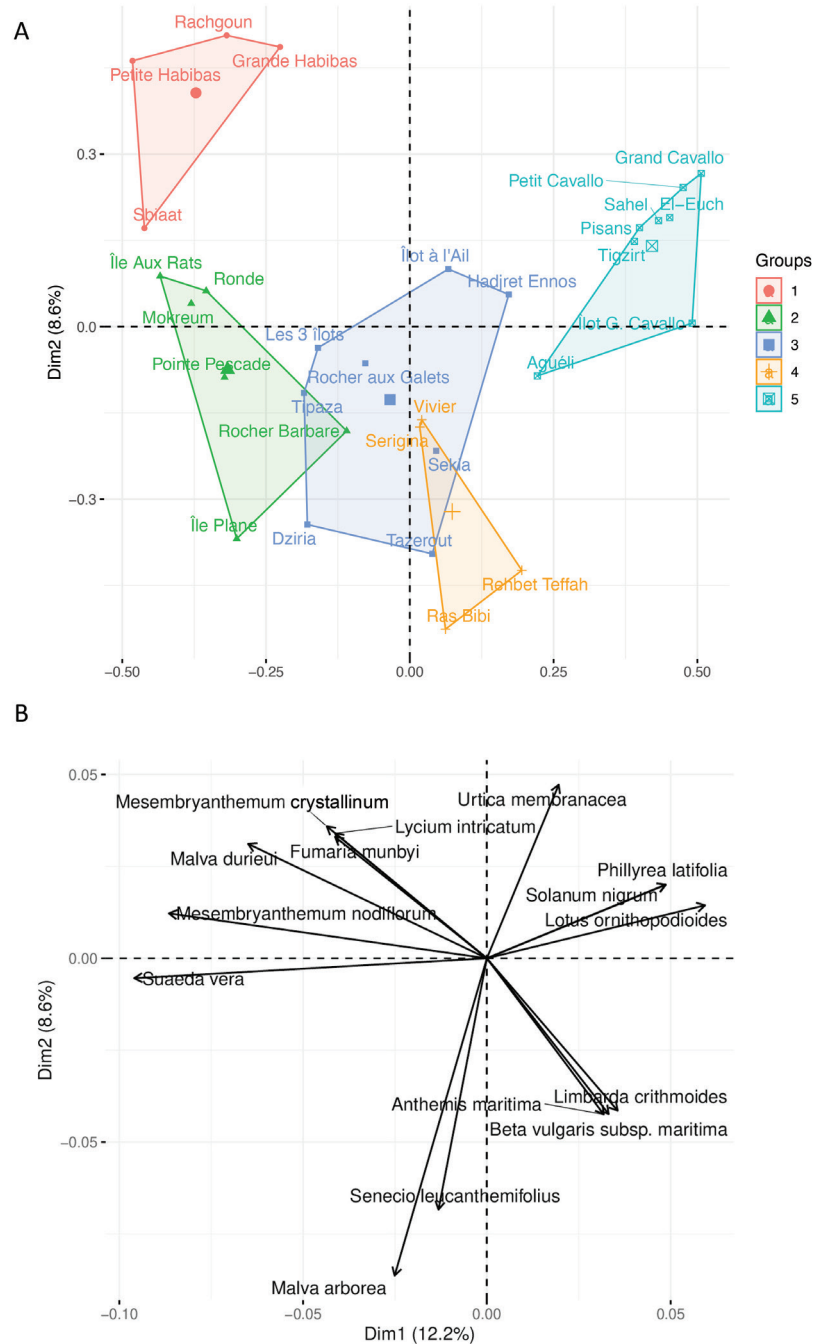 A
Rachgoun
Grande Habibas
Petite Habibas
Sbiaat
Grand Cavallo
Petit Cavallo
Sahel El-Euch
Pisans
Tigzirt
Îlot à l'Ail
Île Aux Rats
Ronde
Hadjret Ennos
Mokreum
Les 3 îlots
Ilot G. Cavallo
Pointe Pescade
Rocher aux Galets
Aguéli
Tipaza
Vivier
Rocher Barbare
Serigina
Sekla
Île Plane
Dziria
Tazerout
Rehbet Teffah
Ras Bibi
0.3
0.0
−0.3
Dim2 (8.6%)
−0.50
−0.25
0.00
0.25
0.50
Groups
1
2
3
4
5
B
0.05
0.00
−0.05
Dim2 (8.6%)
Mesembryanthemum crystallinum
Urtica membranacea
Lycium intricatum
Malva durieui
Fumaria munbyi
Phillyrea latifolia
Solanum nigrum
Mesembryanthemum nodiflorum
Lotus ornithopodioides
Suaeda vera
Anthemis maritima
Limbarda crithmoides
Beta vulgaris subsp. maritima
Senecio leucanthemifolius
Malva arborea
−0.10
−0.05
0.00
0.05
Dim1 (12.2%)